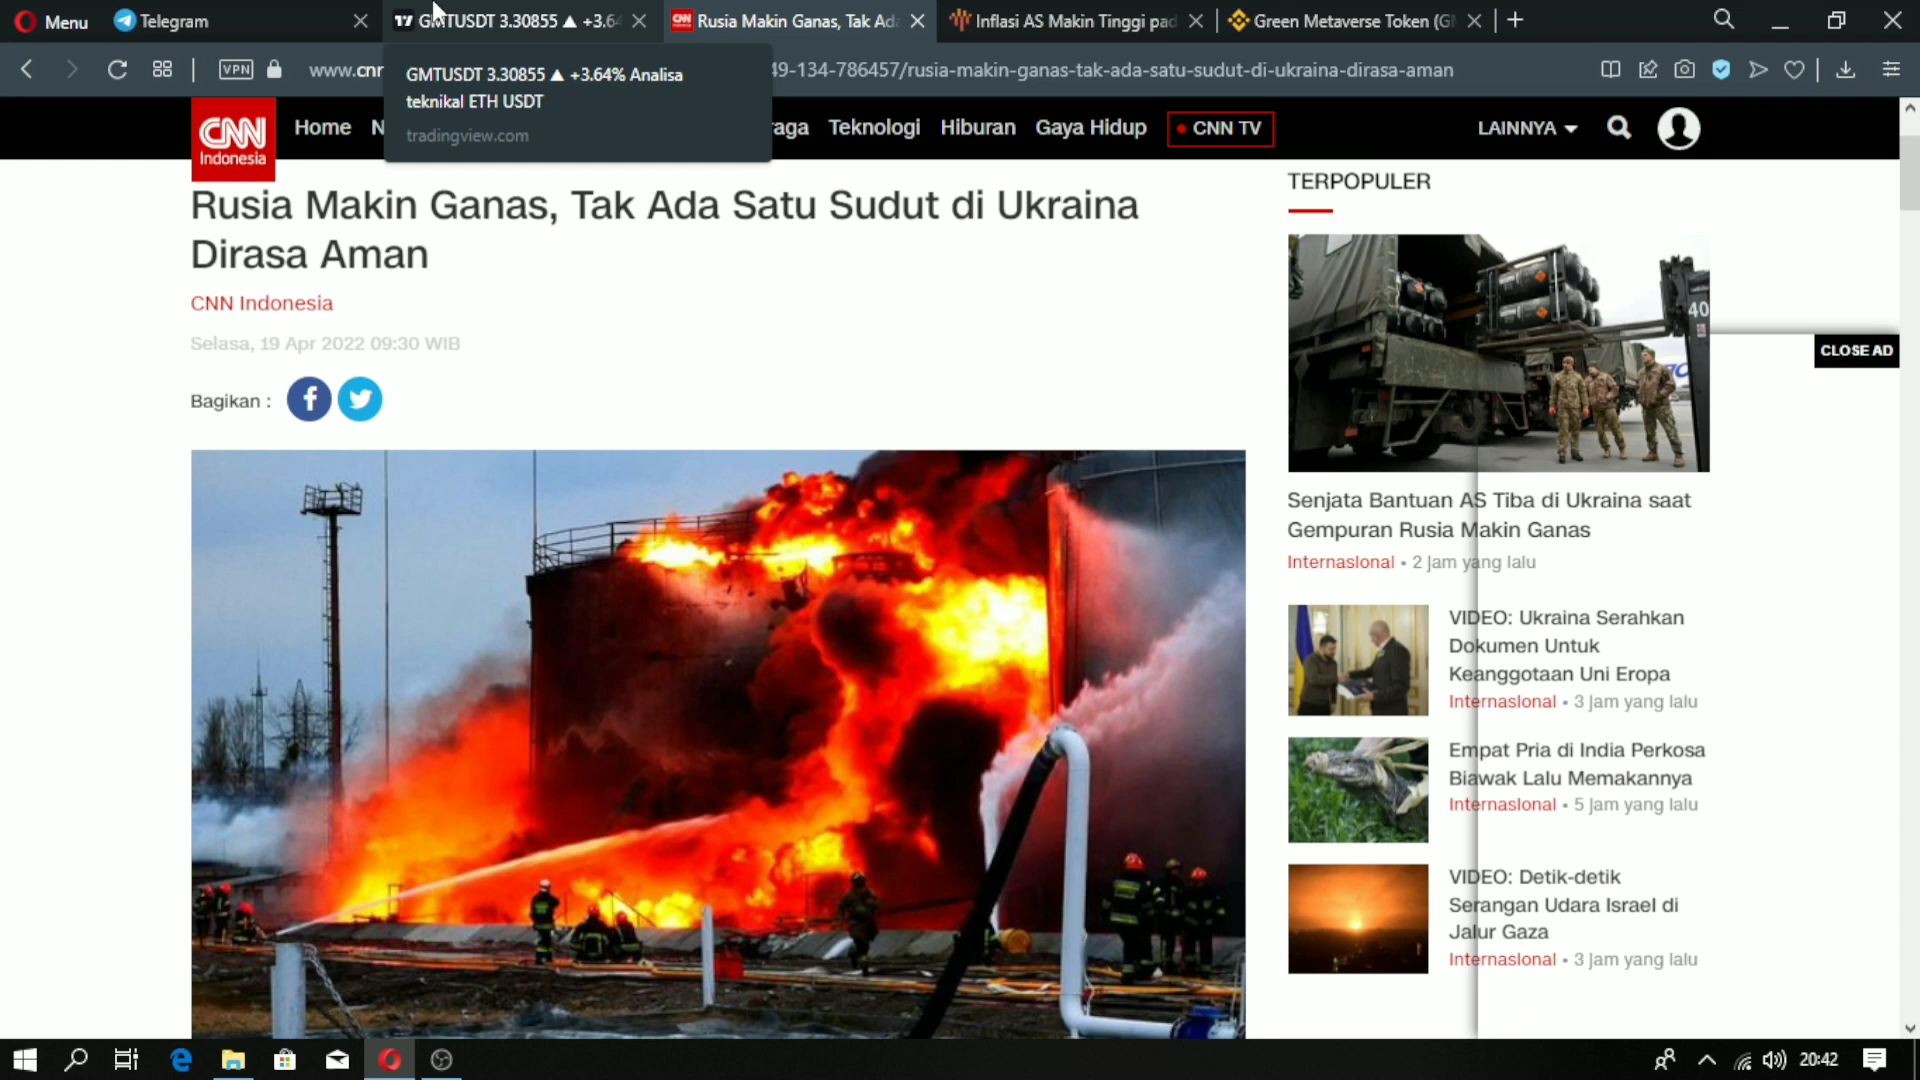 Menu
Telegram
GMTUSDT 3.30855 ▲ +3.64
Rusia Makin Ganas, Tak Ada
Inflasi AS Makin Tinggi pad
Green Metaverse Token (G
VPN
www.cnn
49-134-786457/rusia-makin-ganas-tak-ada-satu-sudut-di-ukraina-dirasa-aman
GMTUSDT 3.30855 ▲ +3.64% Analisa
teknikal ETH USDT
tradingview.com
CNN
Indonesia
Home
N
raga
Teknologi
Hiburan
Gaya Hidup
CNN TV
LAINNYA
Rusia Makin Ganas, Tak Ada Satu Sudut di Ukraina
Dirasa Aman
CNN Indonesia
Selasa, 19 Apr 2022 09:30 WIB
Bagikan :
TERPOPULER
40
CLOSE AD
Senjata Bantuan AS Tiba di Ukraina saat
Gempuran Rusia Makin Ganas
Internasional • 2 jam yang lalu
VIDEO: Ukraina Serahkan
Dokumen Untuk
Keanggotaan Uni Eropa
Internasional • 3 jam yang lalu
Empat Pria di India Perkosa
Biawak Lalu Memakannya
Internasional • 5 jam yang lalu
VIDEO: Detik-detik
Serangan Udara Israel di
Jalur Gaza
Internasional • 3 jam yang lalu
20:42